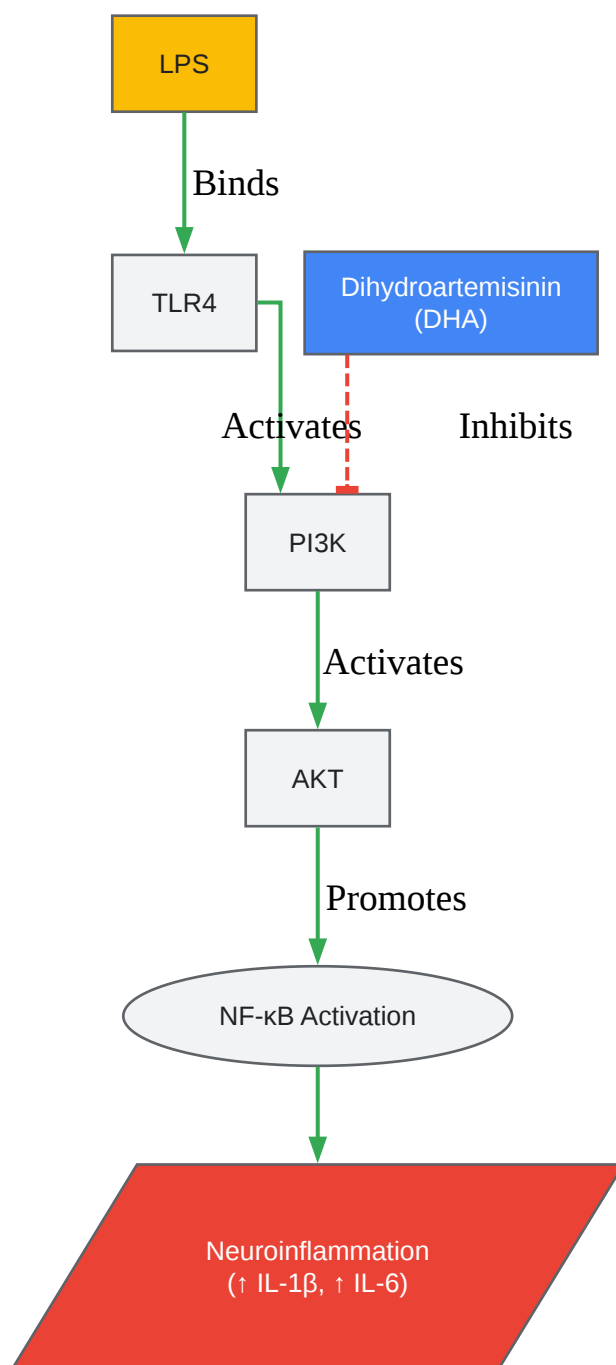 LPS
Binds
TLR4
Dihydroartemisinin
(DHA)
Activates
Inhibits
PI3K
Activates
AKT
Promotes
NF-κB Activation
Neuroinflammation
(↑ IL-1β, ↑ IL-6)